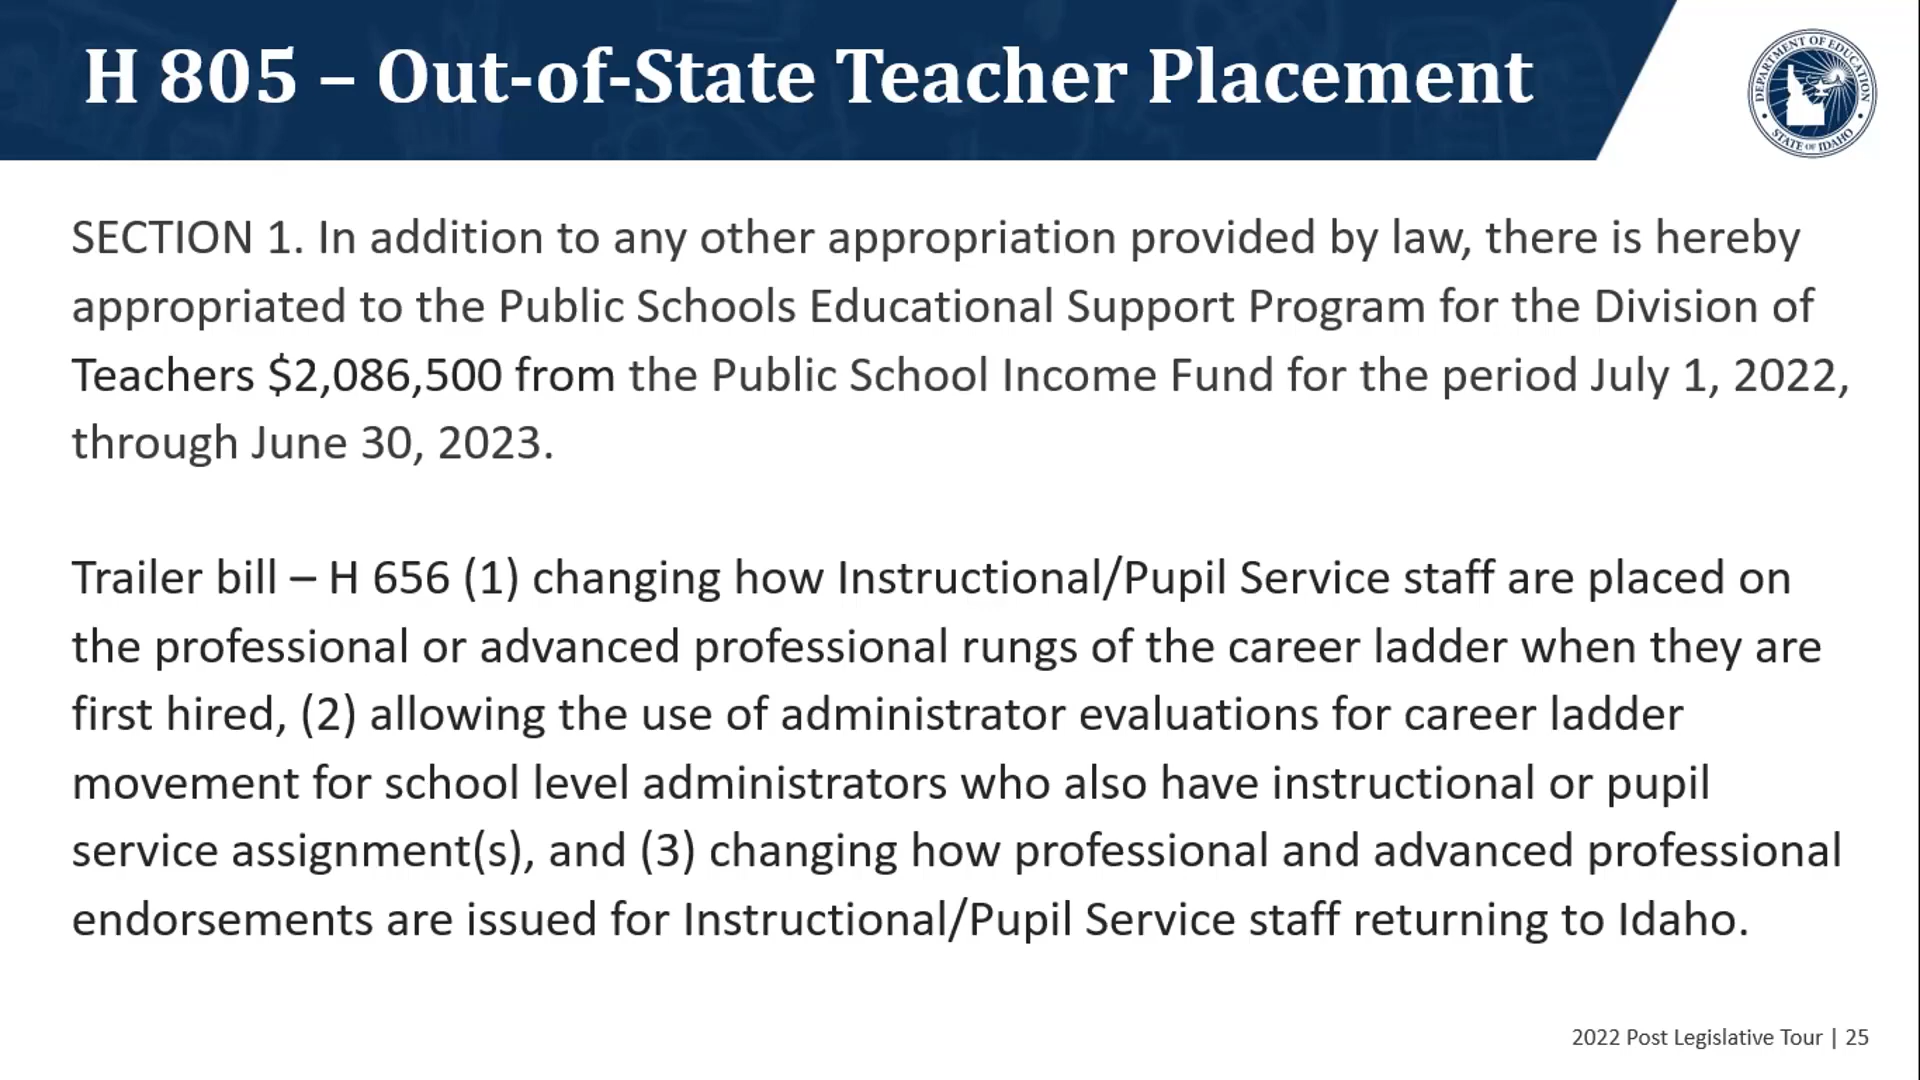 H 805 – Out-of-State Teacher Placement
DEPARTMENT OF EDUCATION
STATE OF IDAHO
SECTION 1. In addition to any other appropriation provided by law, there is hereby
appropriated to the Public Schools Educational Support Program for the Division of
Teachers $2,086,500 from the Public School Income Fund for the period July 1, 2022,
through June 30, 2023.
Trailer bill – H 656 (1) changing how Instructional/Pupil Service staff are placed on
the professional or advanced professional rungs of the career ladder when they are
first hired, (2) allowing the use of administrator evaluations for career ladder
movement for school level administrators who also have instructional or pupil
service assignment(s), and (3) changing how professional and advanced professional
endorsements are issued for Instructional/Pupil Service staff returning to Idaho.
2022 Post Legislative Tour | 25